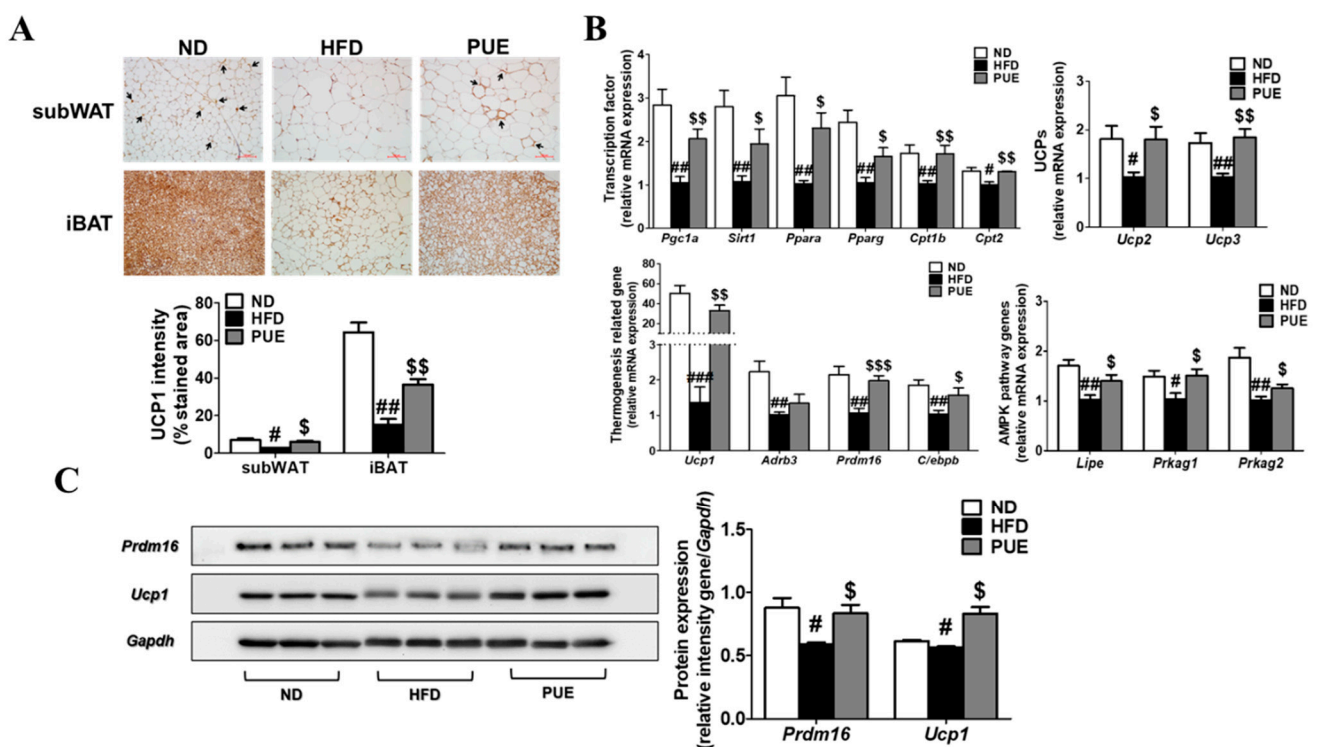 A
ND HFD PUE
subWAT
iBAT
UCP1 intensity
(% stained area)
80
60
40
20
0
ND
HFD
PUE
# $
## $$
subWAT iBAT
B
Transcription factor
(relative mRNA expression)
4
3
2
1
0
ND
HFD
PUE
## $$ ## $ ## $ ## $ ## $$ # $$
Pgc1a Sirt1 Ppara Pparg Cpt1b Cpt2
UCPs
(relative mRNA expression)
3
2
1
0
ND
HFD
PUE
# $ ## $$
Ucp2 Ucp3
Thermogenesis related gene
(relative mRNA expression)
80
60
40
20
3
2
1
0
ND
HFD
PUE
### $$ ## ## $$$ ## $
Ucp1 Adrb3 Prdm16 C/ebpb
AMPK pathway genes
(relative mRNA expression)
3
2
1
0
ND
HFD
PUE
## $ # $ ## $
Lipe Prkag1 Prkag2
C
Prdm16
Ucp1
Gapdh
ND HFD PUE
Protein expression
(relative intensity gene/Gapdh)
1.5
1.0
0.5
0.0
ND
HFD
PUE
# $ # $
Prdm16 Ucp1